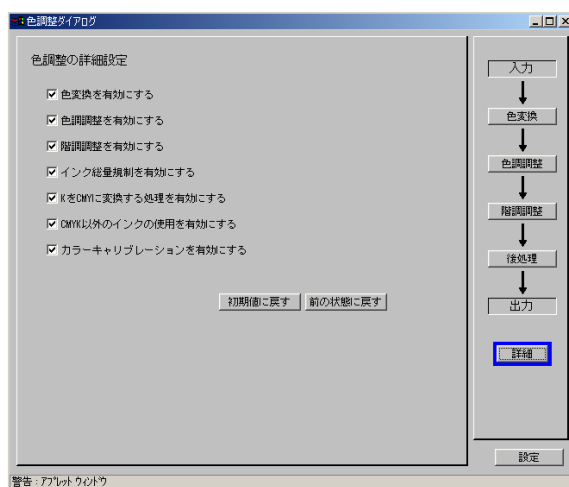 色調整ダイアログ
色調整の詳細設定
色変換を有効にする
色調調整を有効にする
階調調整を有効にする
インク総量規制を有効にする
KをCMYに変換する処理を有効にする
CMYK以外のインクの使用を有効にする
カラーキャリブレーションを有効にする
初期値に戻す 前の状態に戻す
入力
色変換
色調調整
階調調整
後処理
出力
詳細
設定
警告 : アプレット ウィンドウ